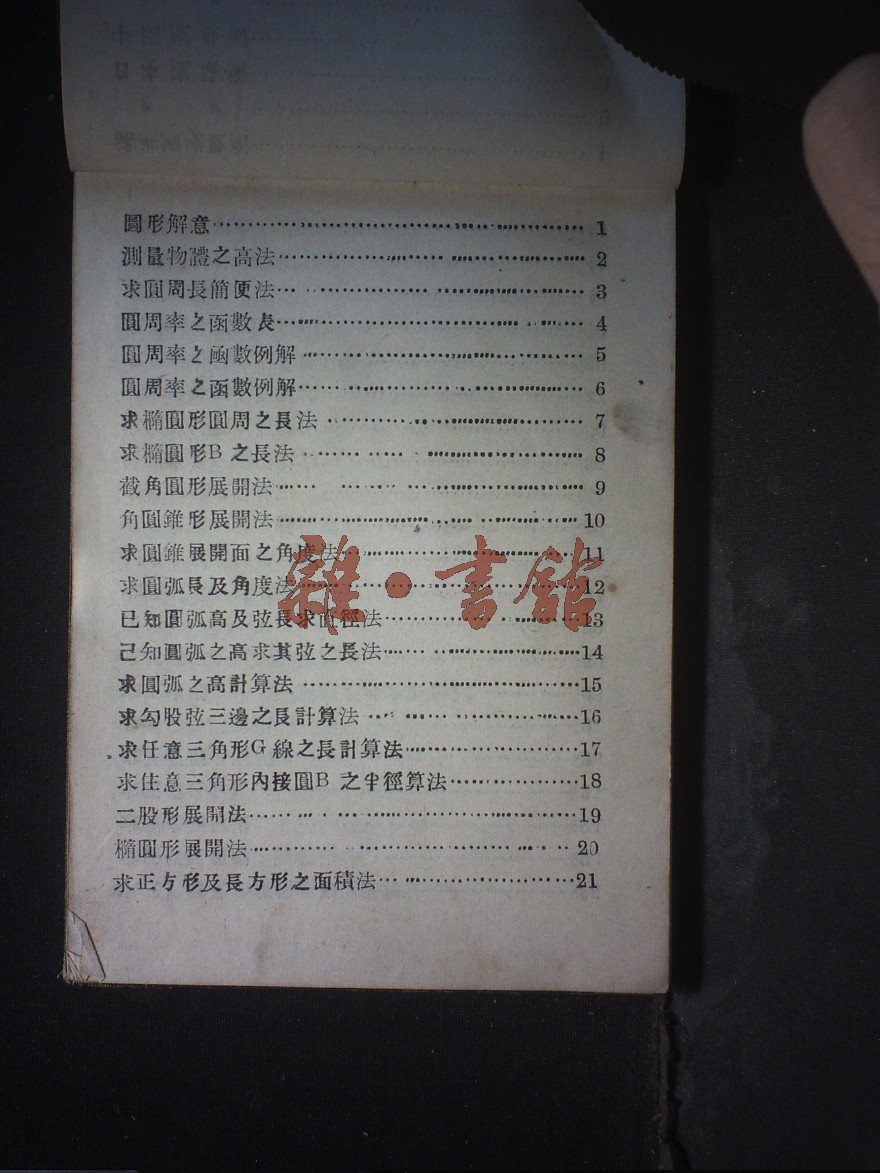 圓形解意 1
測量物體之高法 2
求圓周長簡便法 3
圓周率之函數表 4
圓周率之函數例解 5
圓周率之函數例解 6
求橢圓形圓周之長法 7
求橢圓形B之長法 8
截角圓形展開法 9
角圓錐形展開法 10
求圓錐展開面之角度法 11
求圓弧長及角度法 12
已知圓弧高及弦長求直徑法 13
己知圓弧之高求其弦之長法 14
求圓弧之高計算法 15
求勾股弦三邊之長計算法 16
求任意三角形G線之長計算法 17
求任意三角形內接圓B之半徑算法 18
二股形展開法 19
橢圓形展開法 20
求正方形及長方形之面積法 21
雜·書館